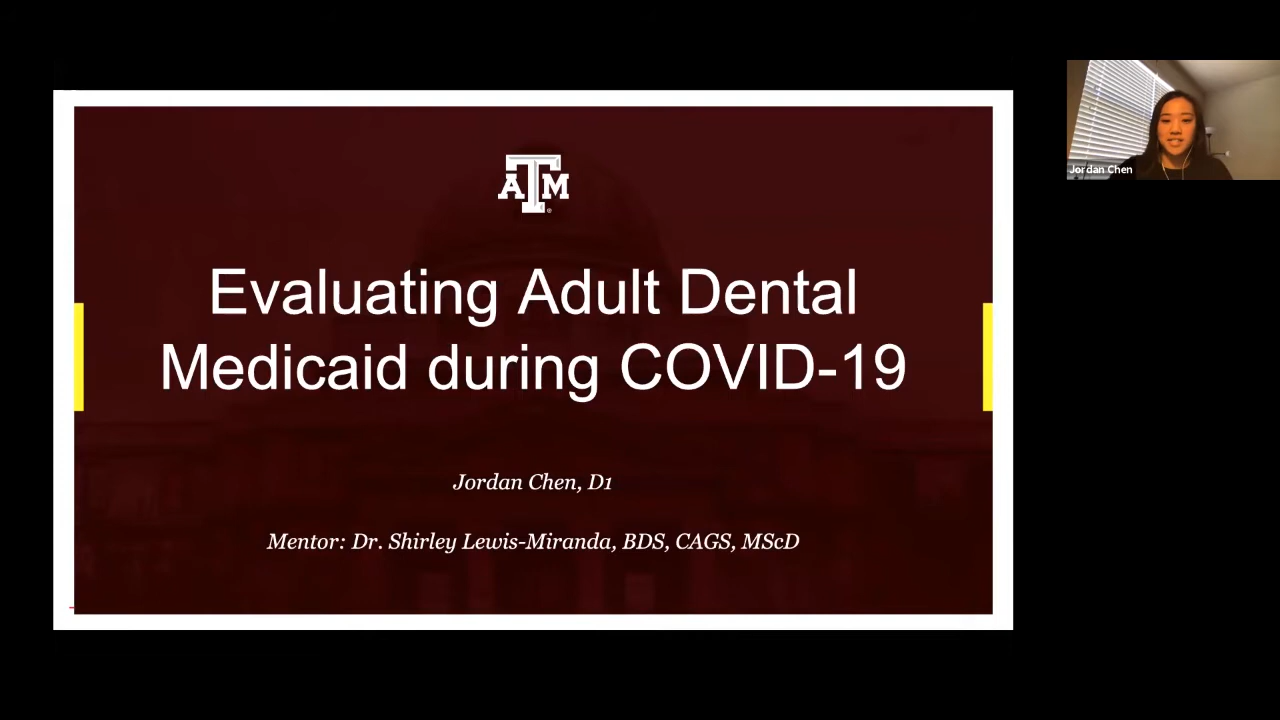 ATM
Evaluating Adult Dental
Medicaid during COVID-19
Jordan Chen, D1
Mentor: Dr. Shirley Lewis-Miranda, BDS, CAGS, MScD
Jordan Chen